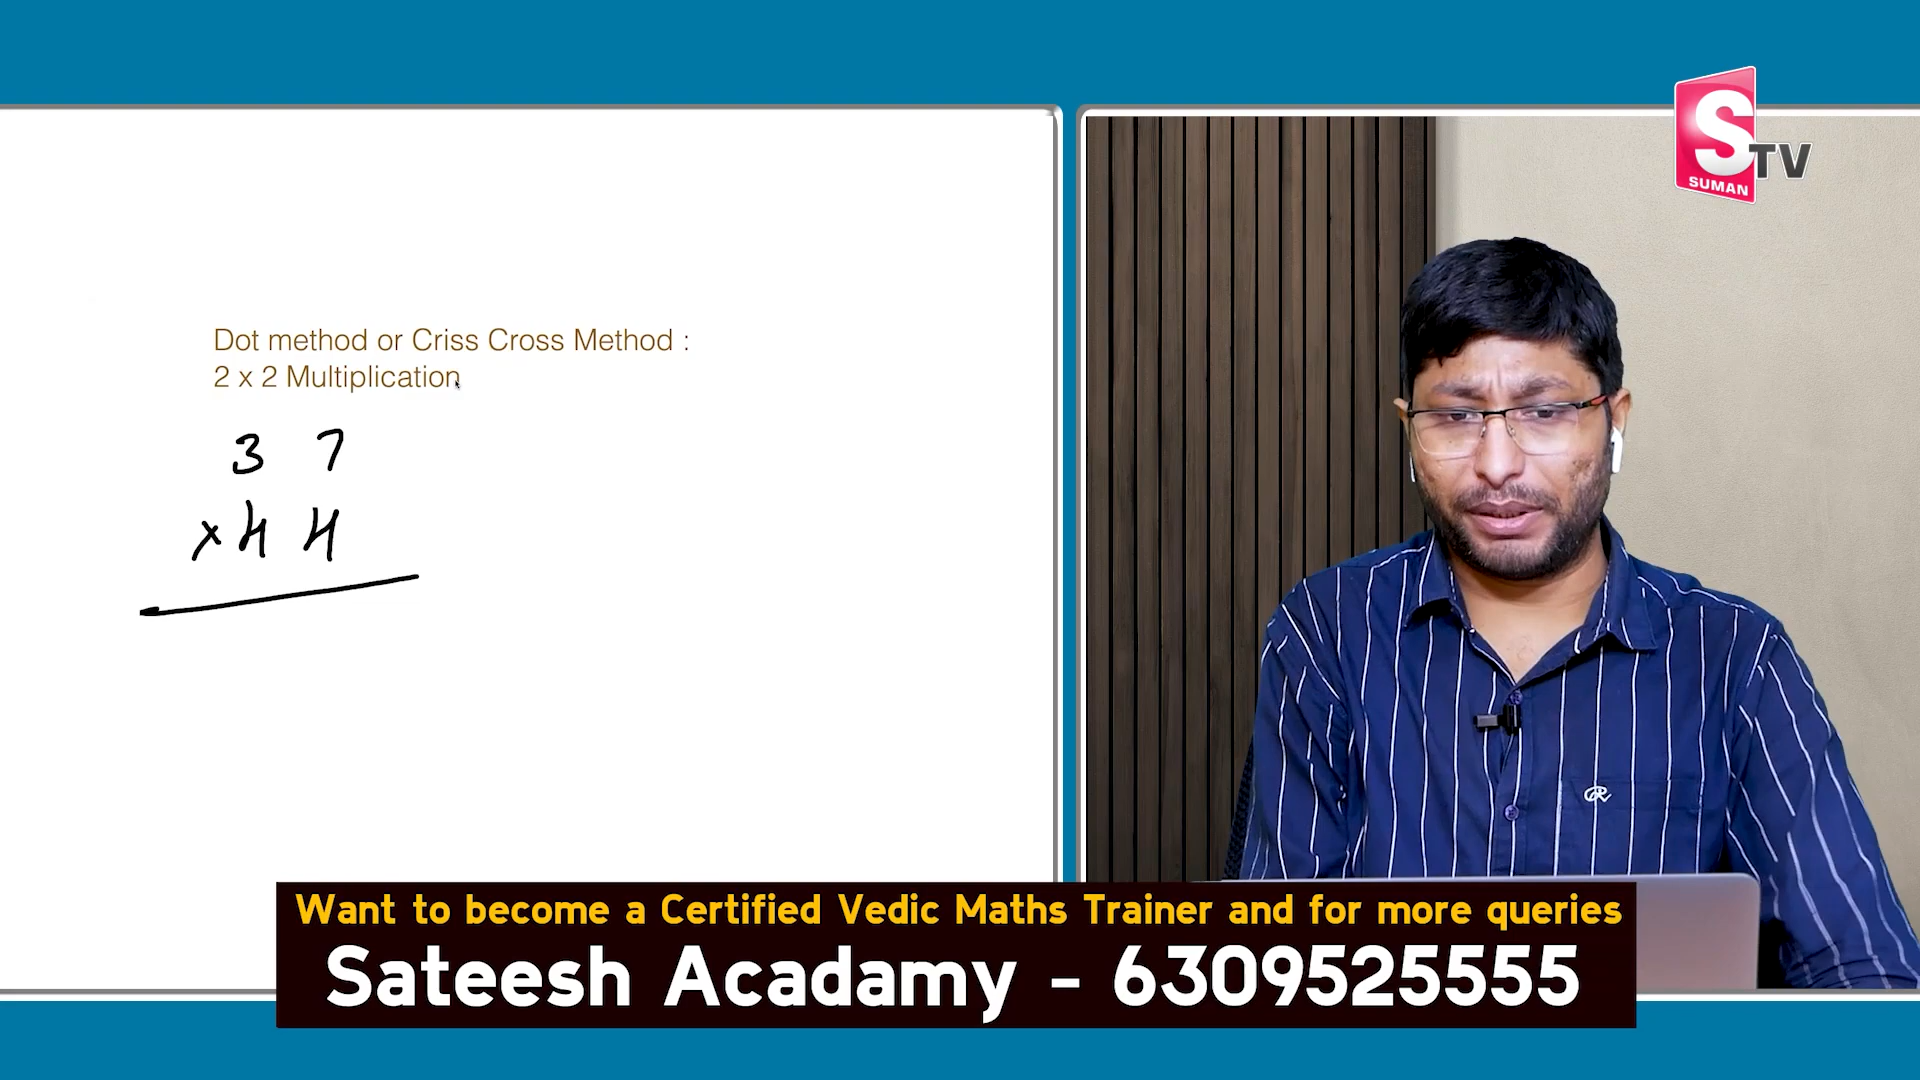 S
TV
SUMAN
Dot method or Criss Cross Method :
2 x 2 Multiplication
3 7
x 4 4
Want to become a Certified Vedic Maths Trainer and for more queries
Sateesh Acadamy - 6309525555